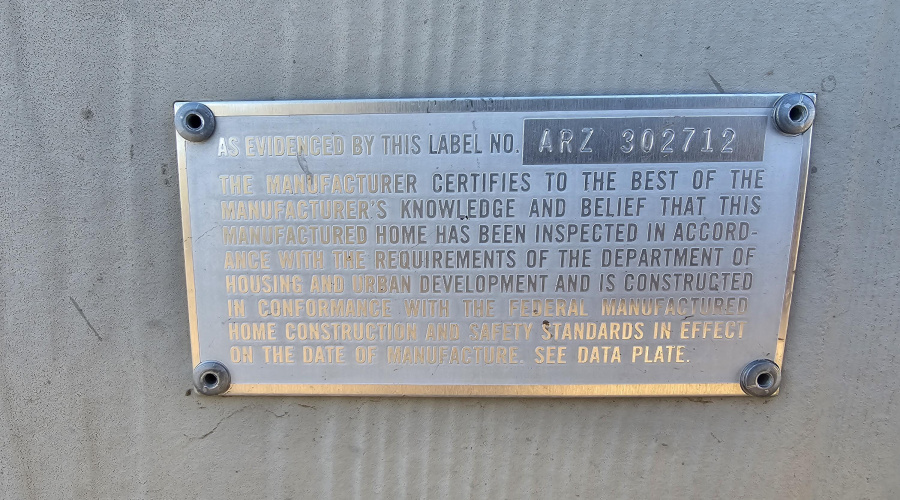 AS EVIDENCED BY THIS LABEL NO. ARZ 302712
THE MANUFACTURER CERTIFIES TO THE BEST OF THE
MANUFACTURER'S KNOWLEDGE AND BELIEF THAT THIS
MANUFACTURED HOME HAS BEEN INSPECTED IN ACCORD-
ANCE WITH THE REQUIREMENTS OF THE DEPARTMENT OF
HOUSING AND URBAN DEVELOPMENT AND IS CONSTRUCTED
IN CONFORMANCE WITH THE FEDERAL MANUFACTURED
HOME CONSTRUCTION AND SAFETY STANDARDS IN EFFECT
ON THE DATE OF MANUFACTURE. SEE DATA PLATE.